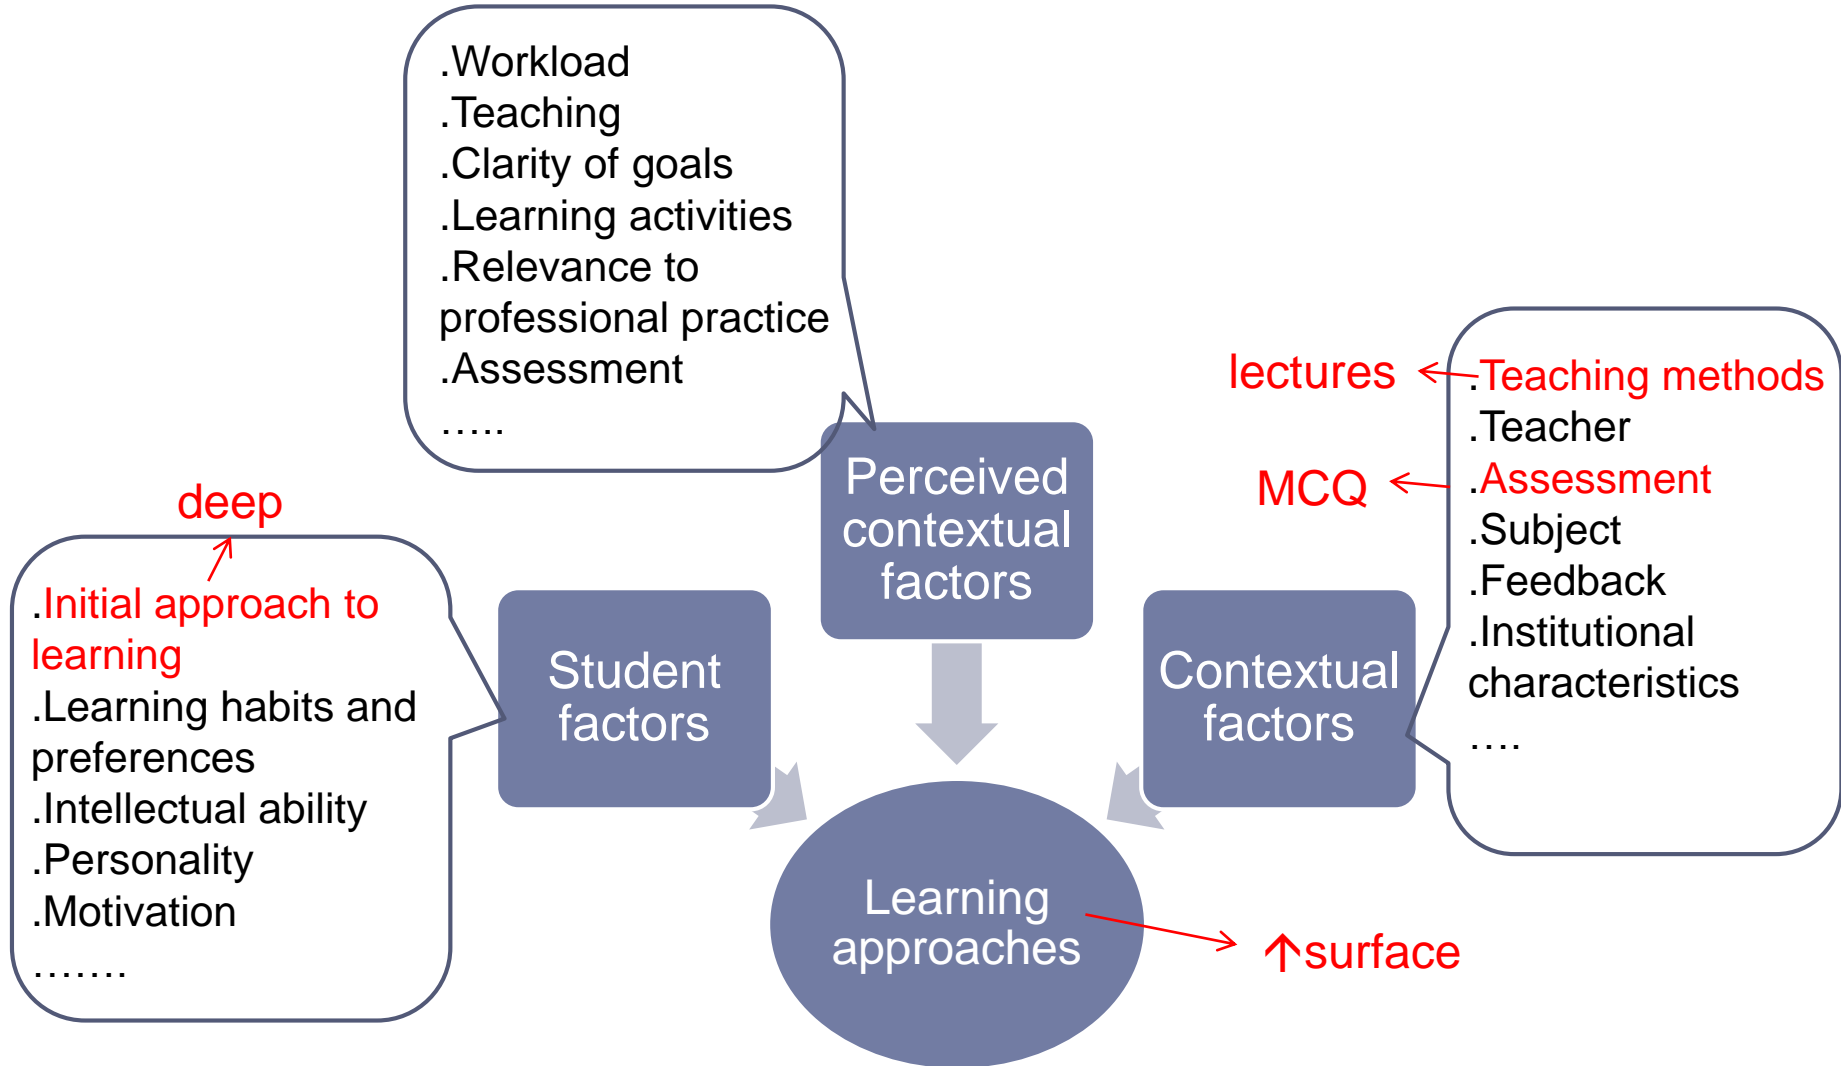 .Workload
.Teaching
.Clarity of goals
.Learning activities
.Relevance to
professional practice
.Assessment
…..
Perceived
contextual
factors
deep
.Initial approach to
learning
.Learning habits and
preferences
.Intellectual ability
.Personality
.Motivation
…….
Student
factors
Contextual
factors
lectures
MCQ
.Teaching methods
.Teacher
.Assessment
.Subject
.Feedback
.Institutional
characteristics
….
Learning
approaches
↑surface